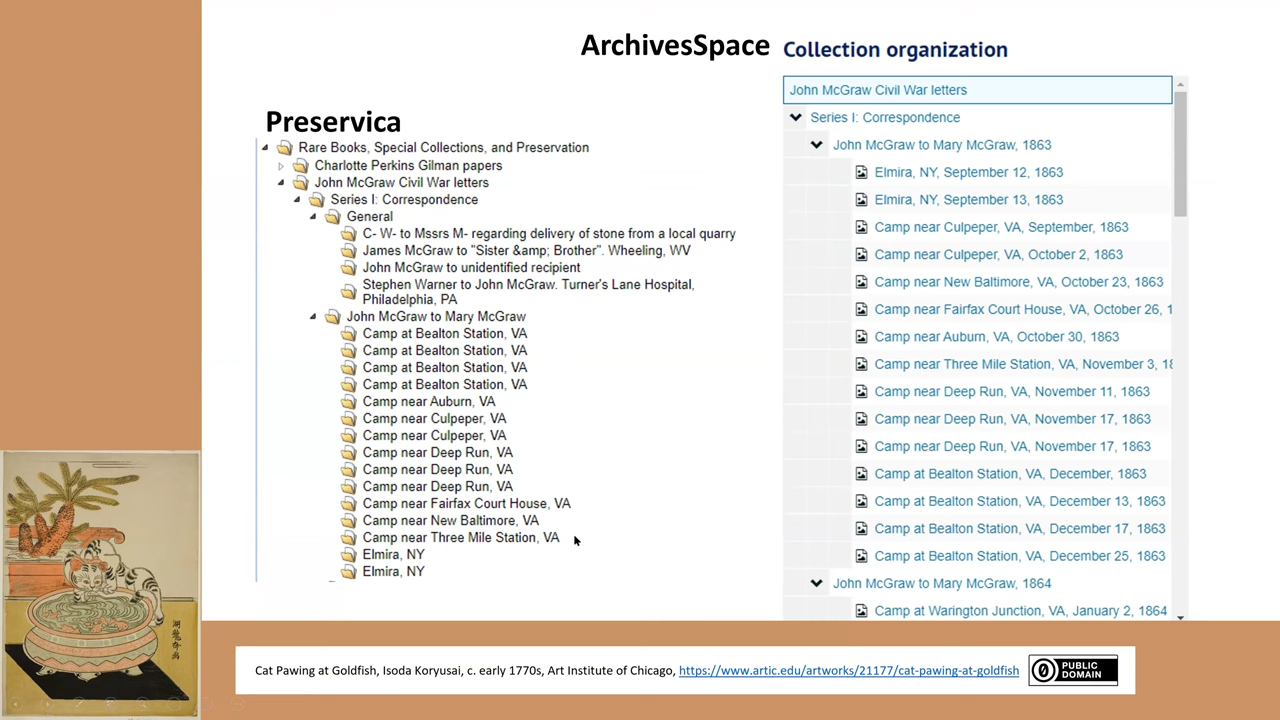 ArchivesSpace
Preservica
Rare Books, Special Collections, and Preservation
Charlotte Perkins Gilman papers
John McGraw Civil War letters
Series I: Correspondence
General
C- W- to Mssrs M- regarding delivery of stone from a local quarry
James McGraw to "Sister &amp; Brother". Wheeling, WV
John McGraw to unidentified recipient
Stephen Warner to John McGraw. Turner's Lane Hospital,
Philadelphia, PA
John McGraw to Mary McGraw
Camp at Bealton Station, VA
Camp at Bealton Station, VA
Camp at Bealton Station, VA
Camp at Bealton Station, VA
Camp near Auburn, VA
Camp near Culpeper, VA
Camp near Culpeper, VA
Camp near Deep Run, VA
Camp near Deep Run, VA
Camp near Deep Run, VA
Camp near Fairfax Court House, VA
Camp near New Baltimore, VA
Camp near Three Mile Station, VA
Elmira, NY
Elmira, NY
Collection organization
John McGraw Civil War letters
Series I: Correspondence
John McGraw to Mary McGraw, 1863
Elmira, NY, September 12, 1863
Elmira, NY, September 13, 1863
Camp near Culpeper, VA, September, 1863
Camp near Culpeper, VA, October 2, 1863
Camp near New Baltimore, VA, October 23, 1863
Camp near Fairfax Court House, VA, October 26, 1
Camp near Auburn, VA, October 30, 1863
Camp near Three Mile Station, VA, November 3, 18
Camp near Deep Run, VA, November 11, 1863
Camp near Deep Run, VA, November 17, 1863
Camp near Deep Run, VA, November 17, 1863
Camp at Bealton Station, VA, December, 1863
Camp at Bealton Station, VA, December 13, 1863
Camp at Bealton Station, VA, December 17, 1863
Camp at Bealton Station, VA, December 25, 1863
John McGraw to Mary McGraw, 1864
Camp at Warington Junction, VA, January 2, 1864
Cat Pawing at Goldfish, Isoda Koryusai, c. early 1770s, Art Institute of Chicago, https://www.artic.edu/artworks/21177/cat-pawing-at-goldfish
PUBLIC
DOMAIN